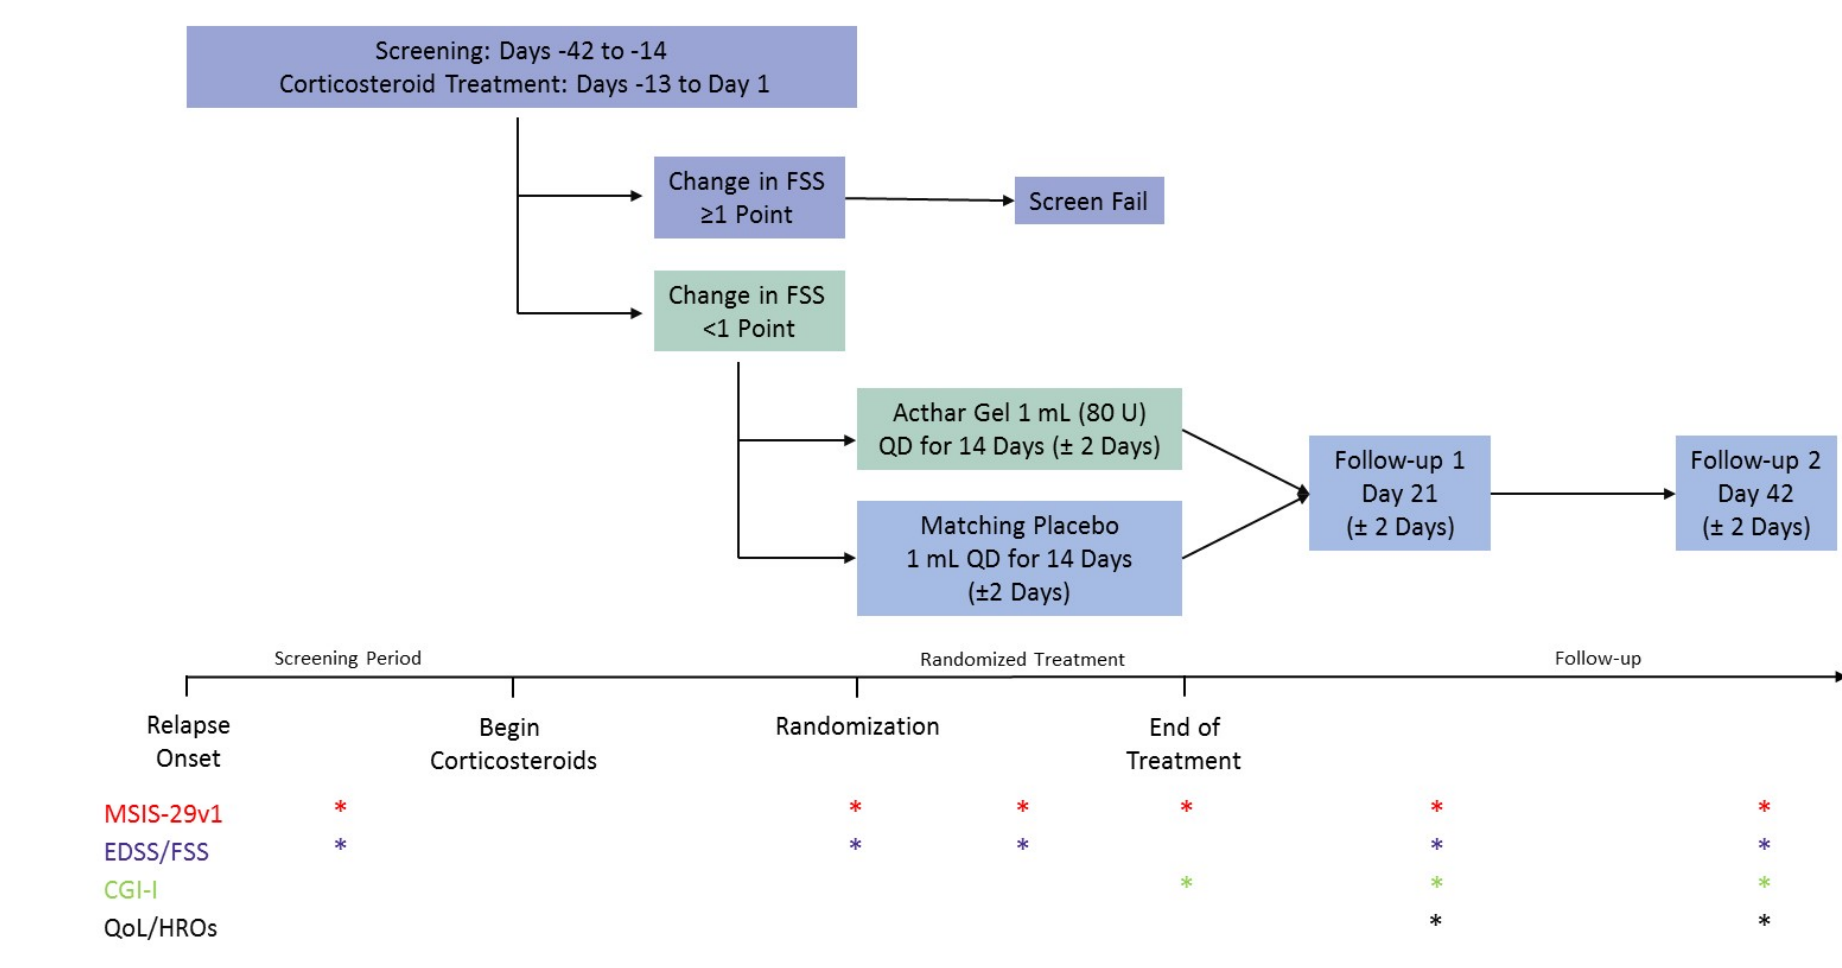 Screening: Days -42 to -14
Corticosteroid Treatment: Days -13 to Day 1
Change in FSS
≥1 Point
Screen Fail
Change in FSS
<1 Point
Acthar Gel 1 mL (80 U)
QD for 14 Days (± 2 Days)
Matching Placebo
1 mL QD for 14 Days
(±2 Days)
Follow-up 1
Day 21
(± 2 Days)
Follow-up 2
Day 42
(± 2 Days)
Screening Period
Randomized Treatment
Follow-up
Relapse
Onset
Begin
Corticosteroids
Randomization
End of
Treatment
MSIS-29v1 * * * * * *
EDSS/FSS * * * * *
CGI-I * * *
QoL/HROs * *